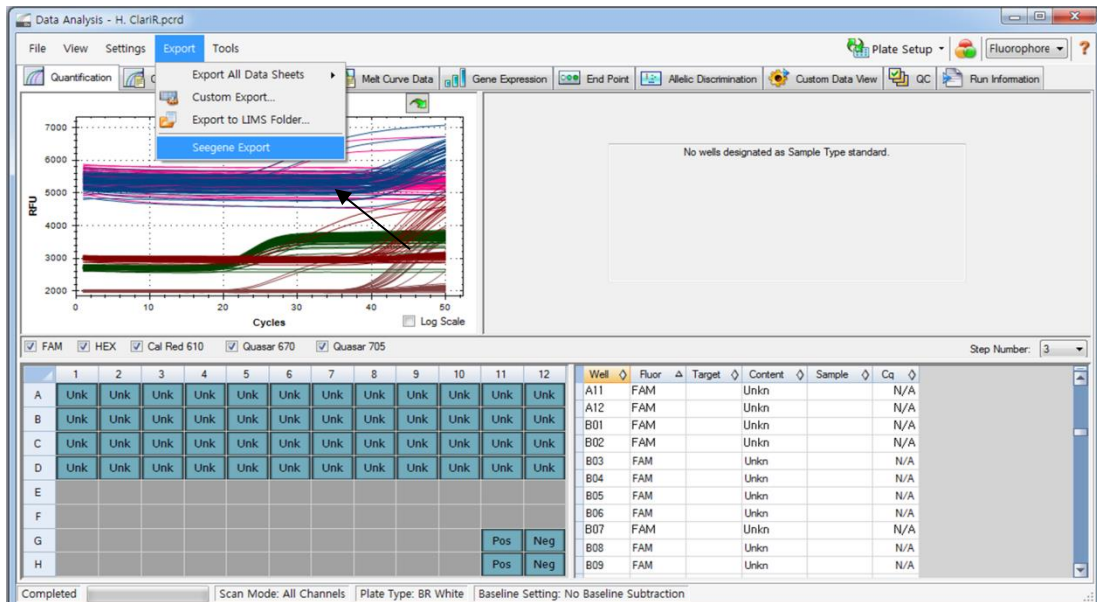 Data Analysis - H. ClariR.pcrd
File View Settings Export Tools
Plate Setup Fluorophore ?
Export All Data Sheets
Custom Export...
Export to LIMS Folder...
Seegene Export
Quantification Melt Curve Data Gene Expression End Point Allelic Discrimination Custom Data View QC Run Information
No wells designated as Sample Type standard.
7000
6000
5000
4000
3000
2000
RFU
0 10 20 30 40 50
Cycles
Log Scale
FAM HEX Cal Red 610 Quasar 670 Quasar 705
Step Number: 3
1 2 3 4 5 6 7 8 9 10 11 12
A Unk Unk Unk Unk Unk Unk Unk Unk Unk Unk Unk Unk
B Unk Unk Unk Unk Unk Unk Unk Unk Unk Unk Unk Unk
C Unk Unk Unk Unk Unk Unk Unk Unk Unk Unk Unk Unk
D Unk Unk Unk Unk Unk Unk Unk Unk Unk Unk Unk Unk
E
F
G Pos Neg
H Pos Neg
Well Fluor Target Content Sample Cq
A11 FAM Unkn N/A
A12 FAM Unkn N/A
B01 FAM Unkn N/A
B02 FAM Unkn N/A
B03 FAM Unkn N/A
B04 FAM Unkn N/A
B05 FAM Unkn N/A
B06 FAM Unkn N/A
B07 FAM Unkn N/A
B08 FAM Unkn N/A
B09 FAM Unkn N/A
Completed Scan Mode: All Channels Plate Type: BR White Baseline Setting: No Baseline Subtraction